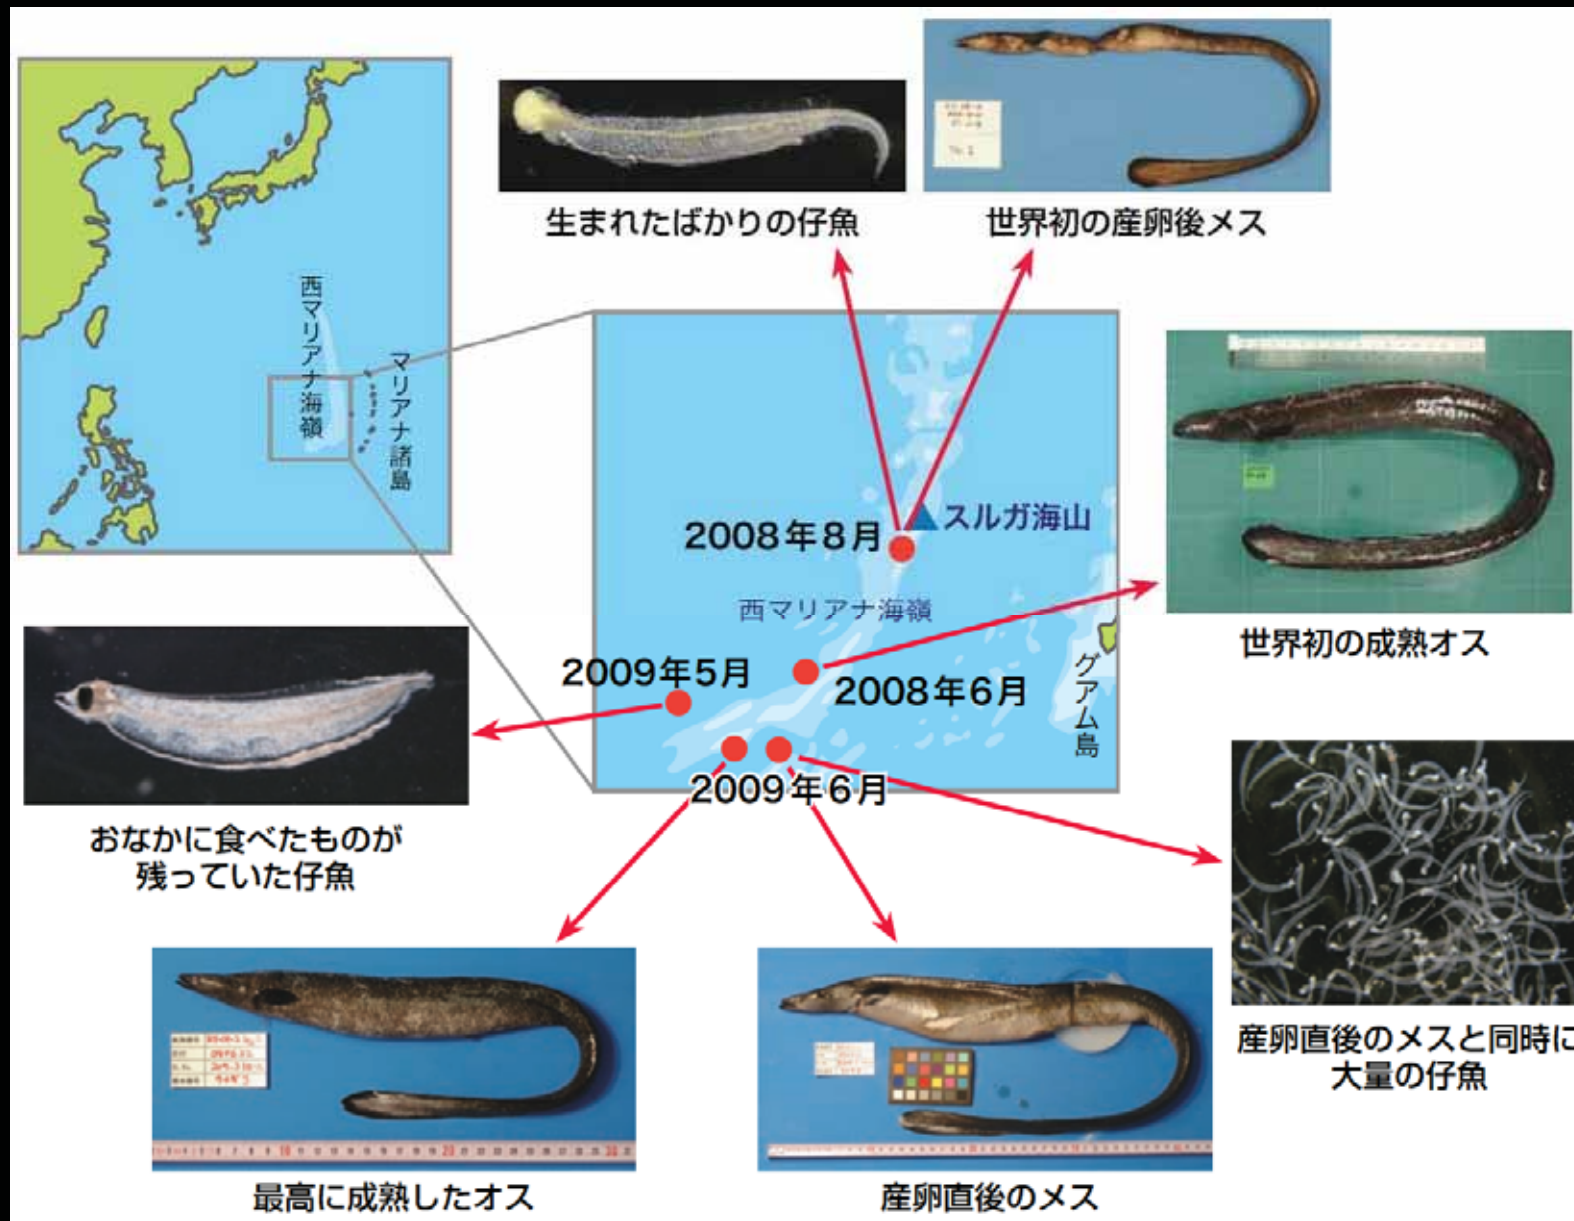 生まれたばかりの仔魚
世界初の産卵後メス
西マリアナ海嶺
マリアナ諸島
スルガ海山
2008年8月
西マリアナ海嶺
世界初の成熟オス
2009年5月
2008年6月
グアム島
2009年6月
おなかに食べたものが
残っていた仔魚
産卵直後のメスと同時に
大量の仔魚
最高に成熟したオス
産卵直後のメス